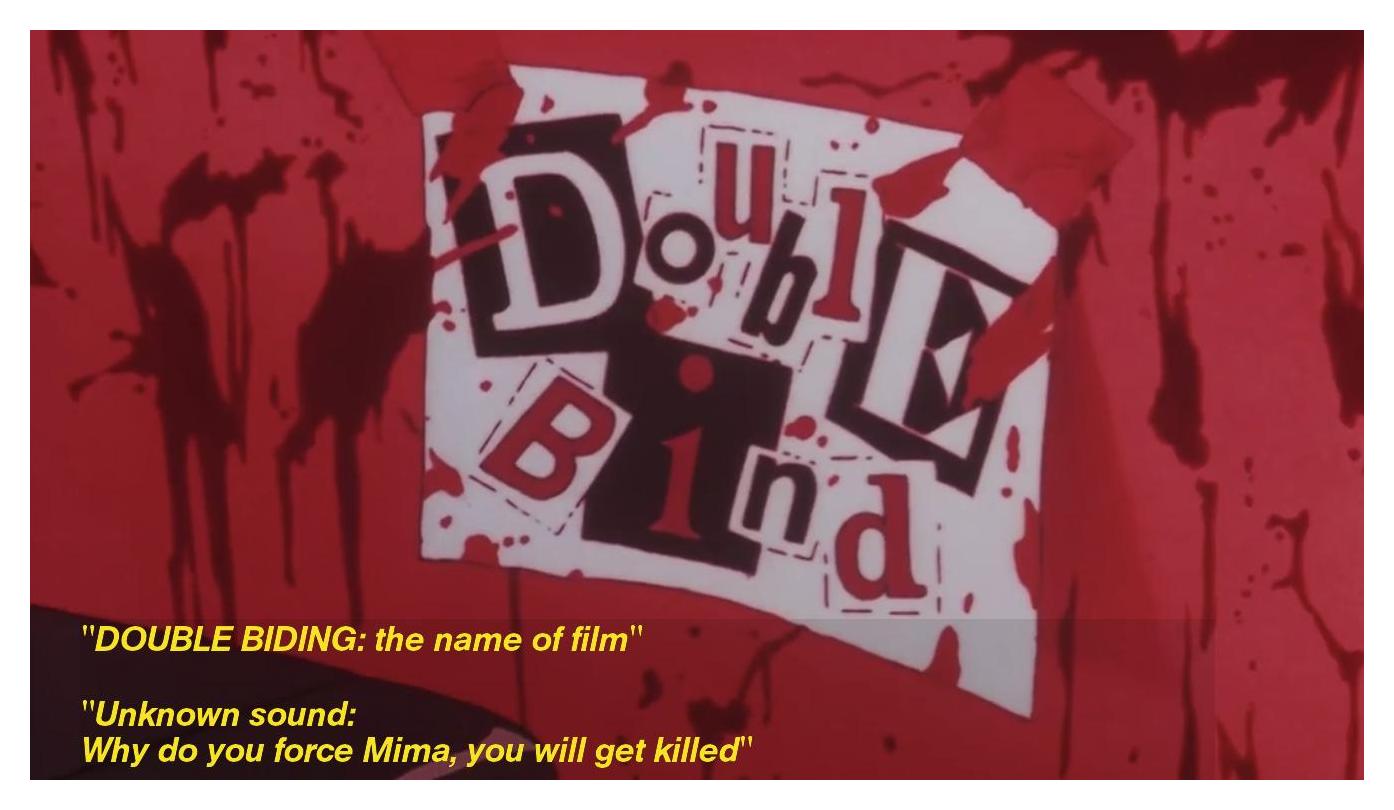 DoublE
Bind
"DOUBLE BIDING: the name of film"
"Unknown sound:
Why do you force Mima, you will get killed"